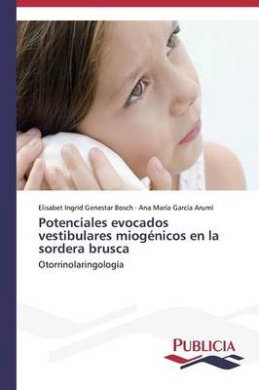 Elisabet Ingrid Genestar Bosch · Ana María García Arumí
Potenciales evocados
vestibulares miogénicos en la
sordera brusca
Otorrinolaringología
PUBLICIA